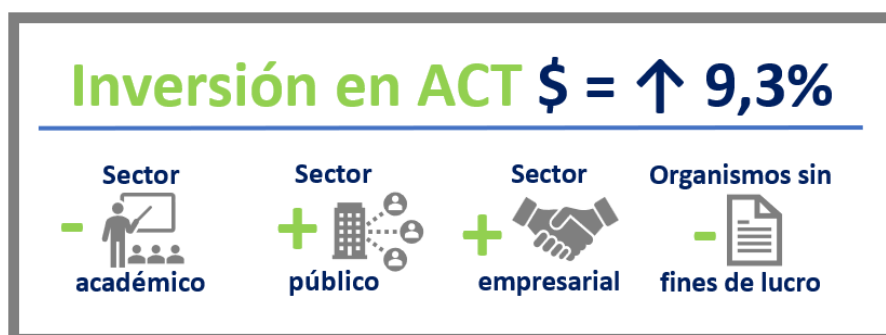 Inversión en ACT $ = ↑ 9,3%
Sector
-
académico
Sector
+
público
Sector
+
empresarial
Organismos sin
-
fines de lucro